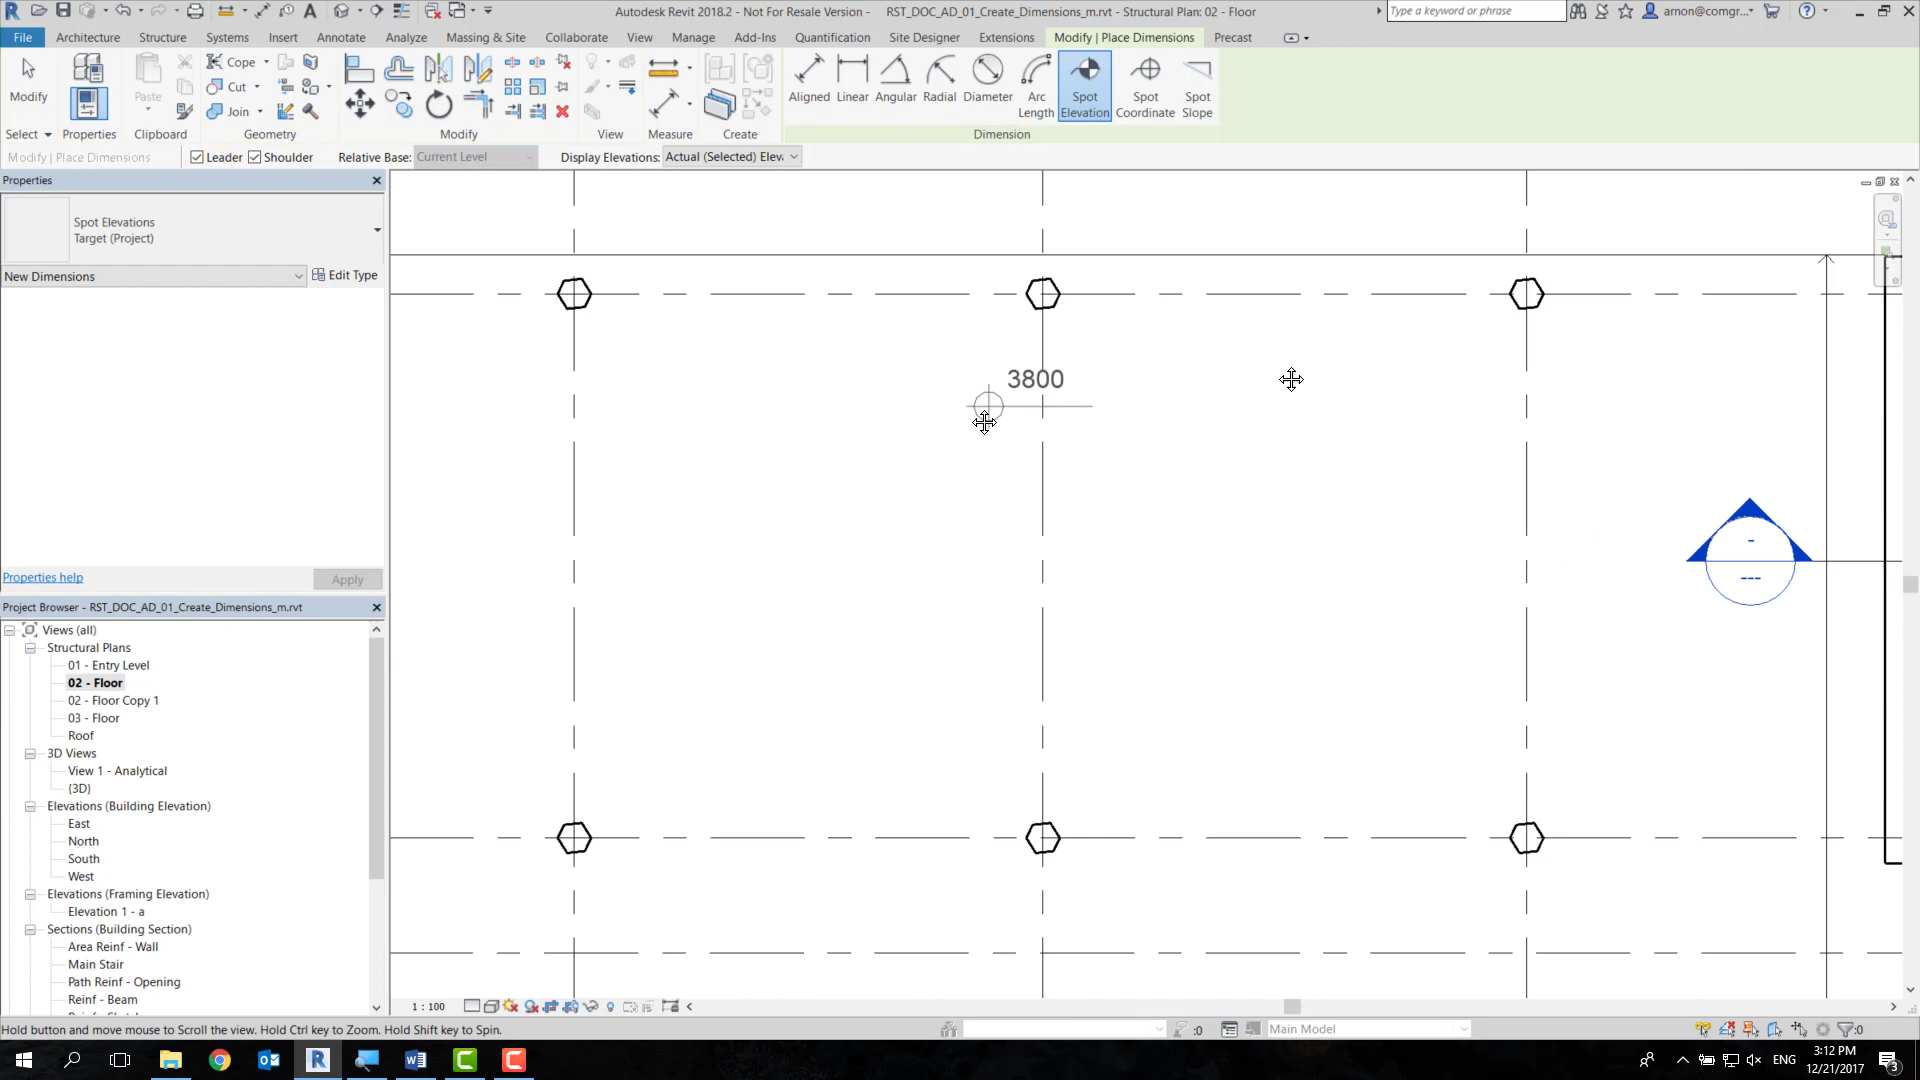 Autodesk Revit 2018.2 - Not For Resale Version - RST_DOC_AD_01_Create_Dimensions_m.rvt - Structural Plan: 02 - Floor
Type a keyword or phrase
arnon@comgr...
File Architecture Structure Systems Insert Annotate Analyze Massing & Site Collaborate View Manage Add-Ins Quantification Site Designer Extensions Modify | Place Dimensions Precast
Cope
Cut
Join
Modify Paste
Aligned Linear Angular Radial Diameter Arc Length Spot Elevation Spot Coordinate Spot Slope
Select Properties Clipboard Geometry Modify View Measure Create Dimension
Modify | Place Dimensions Leader Shoulder Relative Base: Current Level Display Elevations: Actual (Selected) Elev
Properties
Spot Elevations
Target (Project)
New Dimensions Edit Type
Properties help Apply
Project Browser - RST_DOC_AD_01_Create_Dimensions_m.rvt
Views (all)
Structural Plans
01 - Entry Level
02 - Floor
02 - Floor Copy 1
03 - Floor
Roof
3D Views
View 1 - Analytical
{3D}
Elevations (Building Elevation)
East
North
South
West
Elevations (Framing Elevation)
Elevation 1 - a
Sections (Building Section)
Area Reinf - Wall
Main Stair
Path Reinf - Opening
Reinf - Beam
3800
-
---
1 : 100
Hold button and move mouse to Scroll the view. Hold Ctrl key to Zoom. Hold Shift key to Spin.
:0 Main Model :0
ENG
3:12 PM
12/21/2017
3